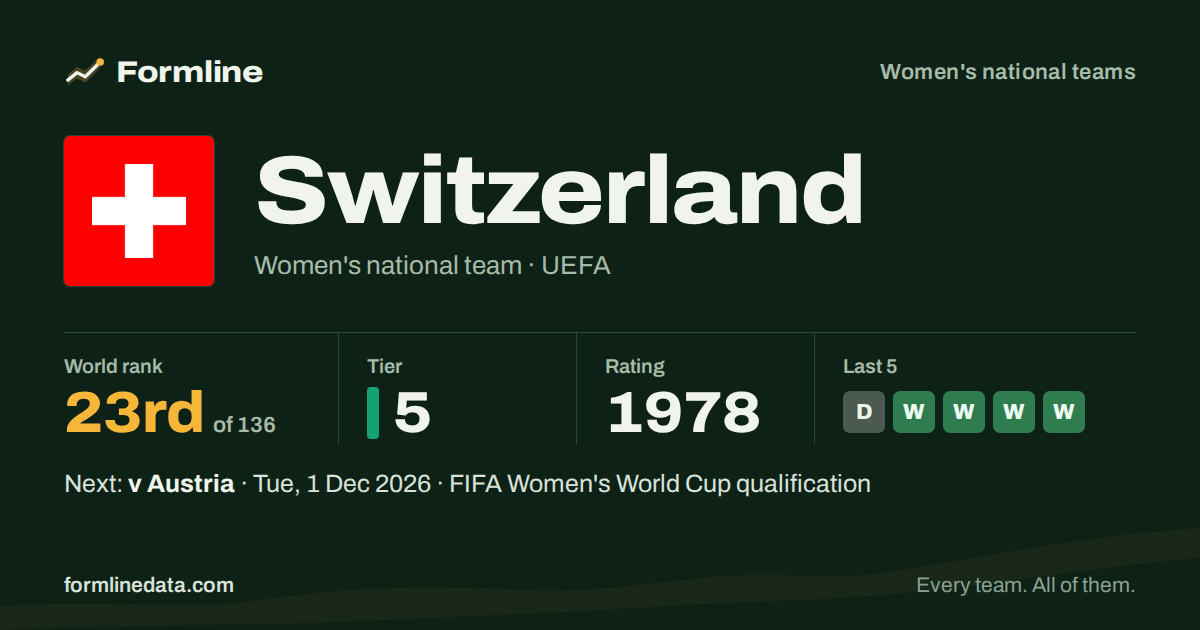 Formline
Women's national teams
Switzerland
Women's national team · UEFA
World rank
23rd of 136
Tier
5
Rating
1978
Last 5
D W W W W
Next: v Austria · Tue, 1 Dec 2026 · FIFA Women's World Cup qualification
formlinedata.com
Every team. All of them.